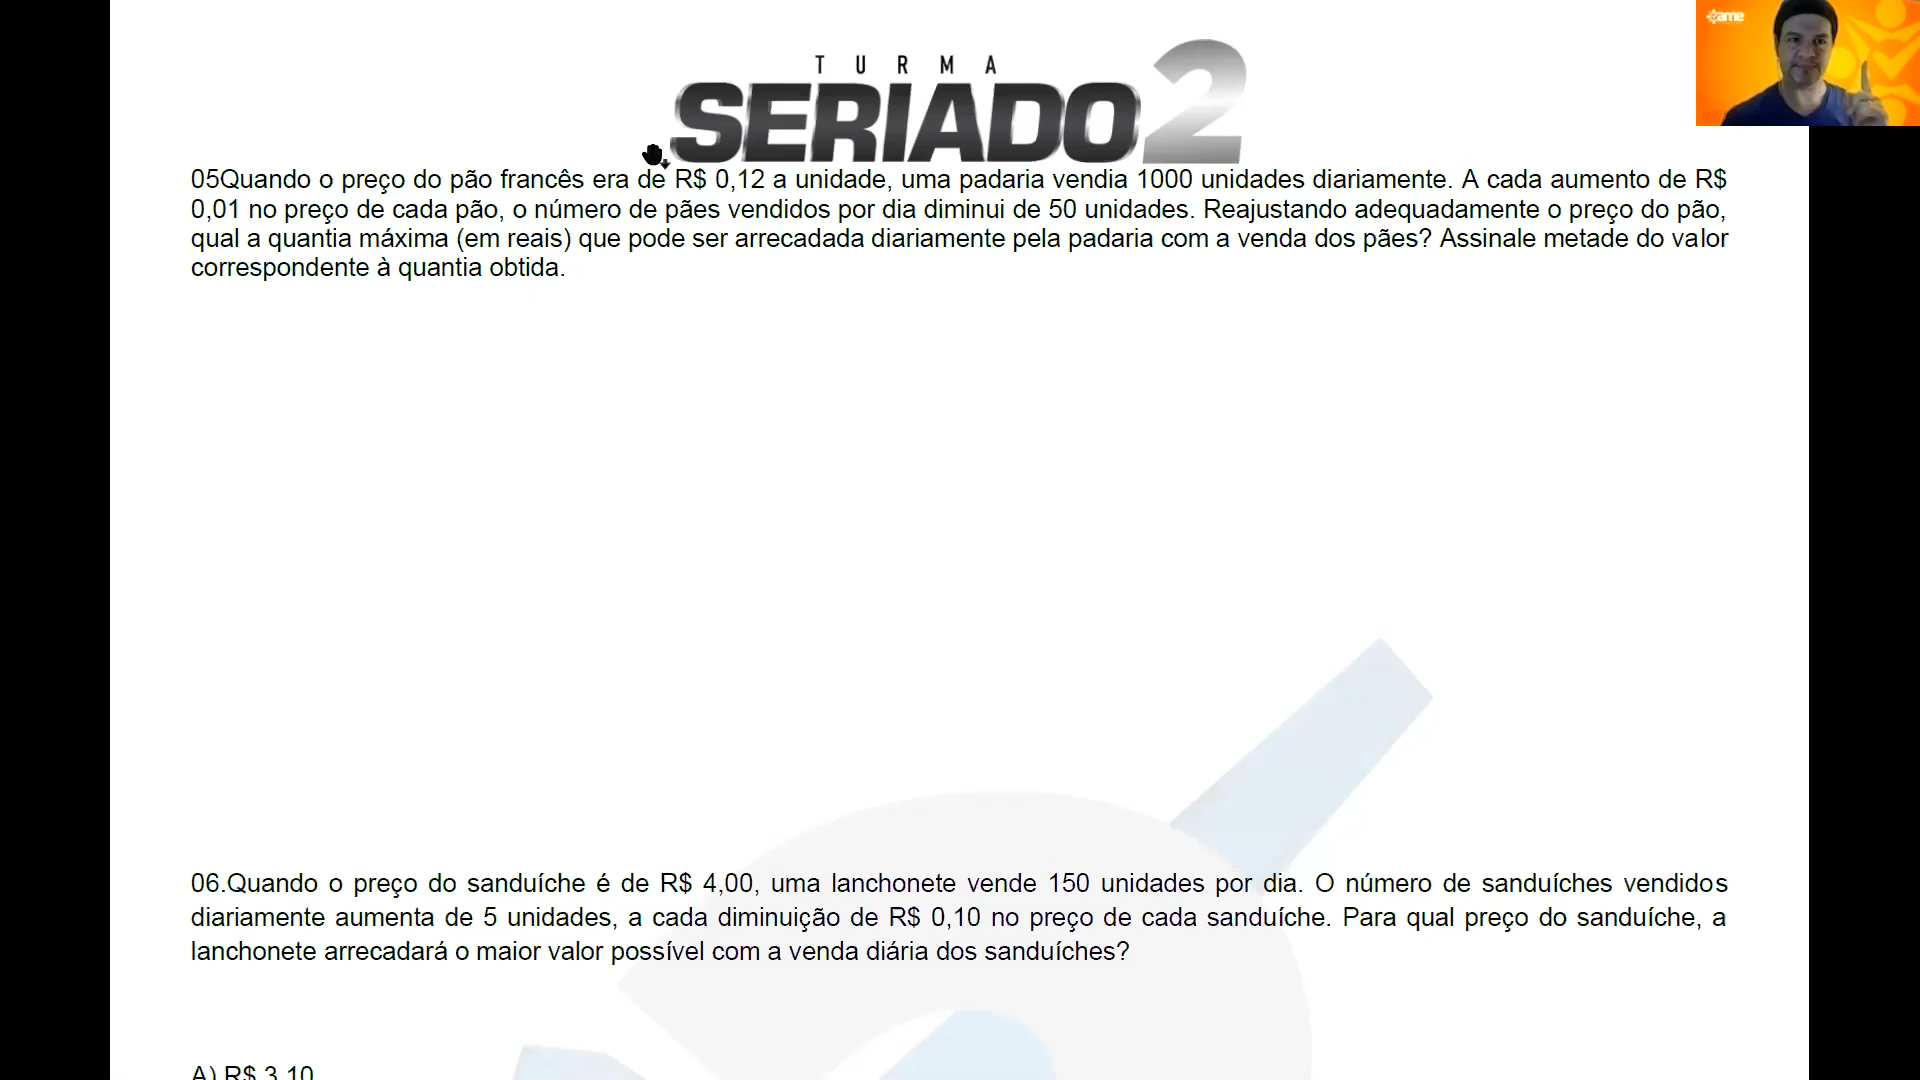 TURMA
SERIADO 2
05Quando o preço do pão francês era de R$ 0,12 a unidade, uma padaria vendia 1000 unidades diariamente. A cada aumento de R$
0,01 no preço de cada pão, o número de pães vendidos por dia diminui de 50 unidades. Reajustando adequadamente o preço do pão,
qual a quantia máxima (em reais) que pode ser arrecadada diariamente pela padaria com a venda dos pães? Assinale metade do valor
correspondente à quantia obtida.
06.Quando o preço do sanduíche é de R$ 4,00, uma lanchonete vende 150 unidades por dia. O número de sanduíches vendidos
diariamente aumenta de 5 unidades, a cada diminuição de R$ 0,10 no preço de cada sanduíche. Para qual preço do sanduíche, a
lanchonete arrecadará o maior valor possível com a venda diária dos sanduíches?
A) R$ 3,10